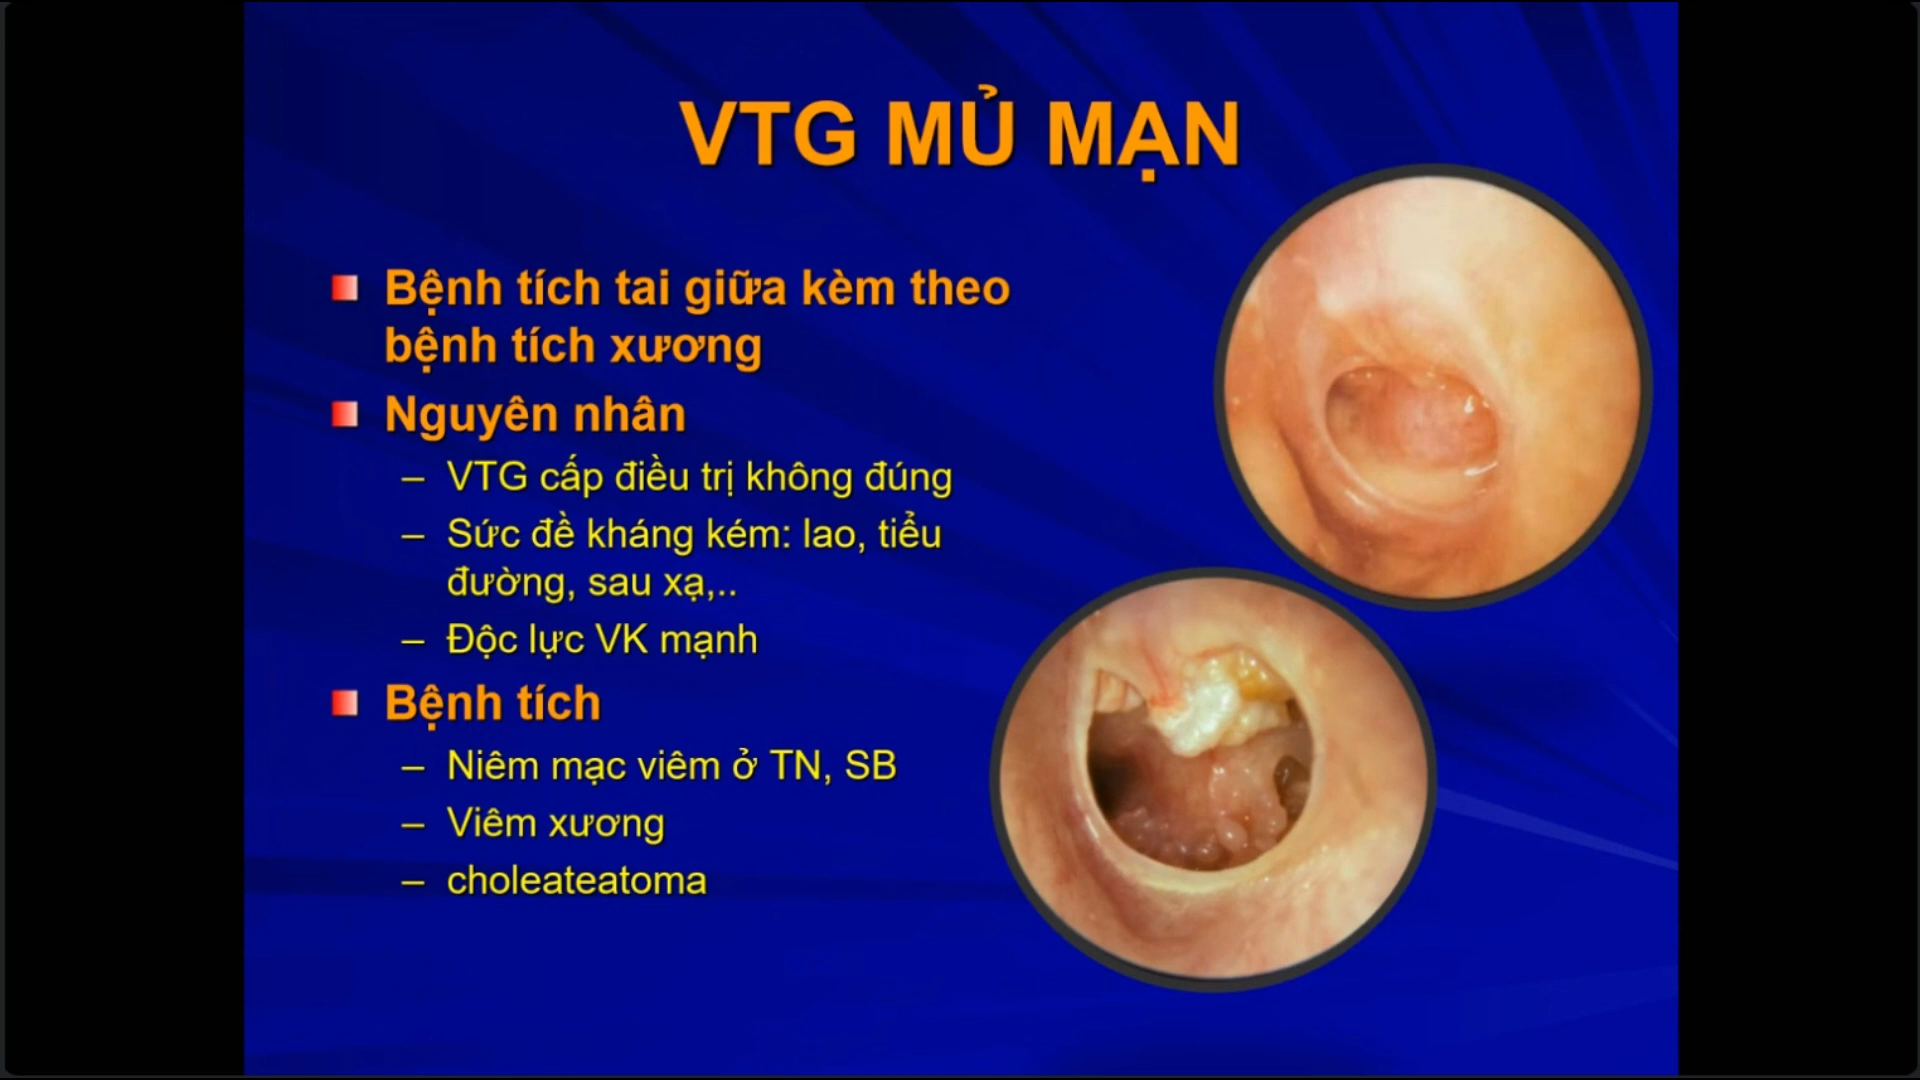 VTG MỦ MẠN
Bệnh tích tai giữa kèm theo
bệnh tích xương
Nguyên nhân
– VTG cấp điều trị không đúng
– Sức đề kháng kém: lao, tiểu
đường, sau xạ,..
– Độc lực VK mạnh
Bệnh tích
– Niêm mạc viêm ở TN, SB
– Viêm xương
– choleateatoma